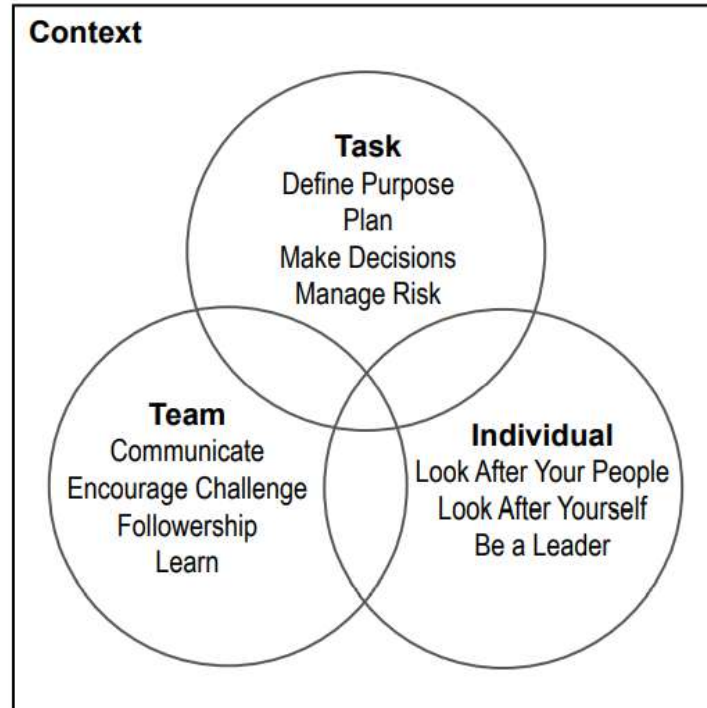 Context
Task
Define Purpose
Plan
Make Decisions
Manage Risk
Team
Communicate
Encourage Challenge
Followership
Learn
Individual
Look After Your People
Look After Yourself
Be a Leader